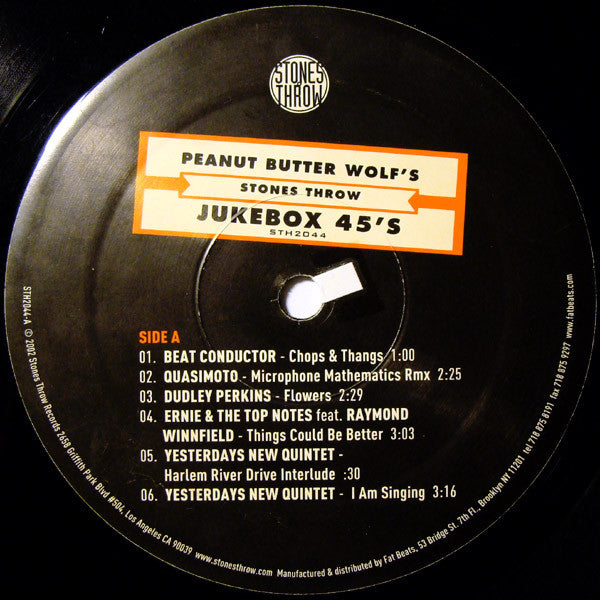 STONES
THROW
PEANUT BUTTER WOLF'S
STONES THROW
JUKEBOX 45'S
STH2044
SIDE A
01. BEAT CONDUCTOR - Chops & Thangs 1:00
02. QUASIMOTO - Microphone Mathematics Rmx 2:25
03. DUDLEY PERKINS - Flowers 2:29
04. ERNIE & THE TOP NOTES feat. RAYMOND
WINNFIELD - Things Could Be Better 3:03
05. YESTERDAYS NEW QUINTET -
Harlem River Drive Interlude :30
06. YESTERDAYS NEW QUINTET - I Am Singing 3:16
STH2044-A © 2002 Stones Throw Records 2658 Griffith Park Blvd #504, Los Angeles CA 90039 www.stonesthrow.com Manufactured & distributed by Fat Beats, 53 Bridge St. 7th Fl., Brooklyn NY 11201 tel 718 875 8191 fax 718 875 9297 www.fatbeats.com